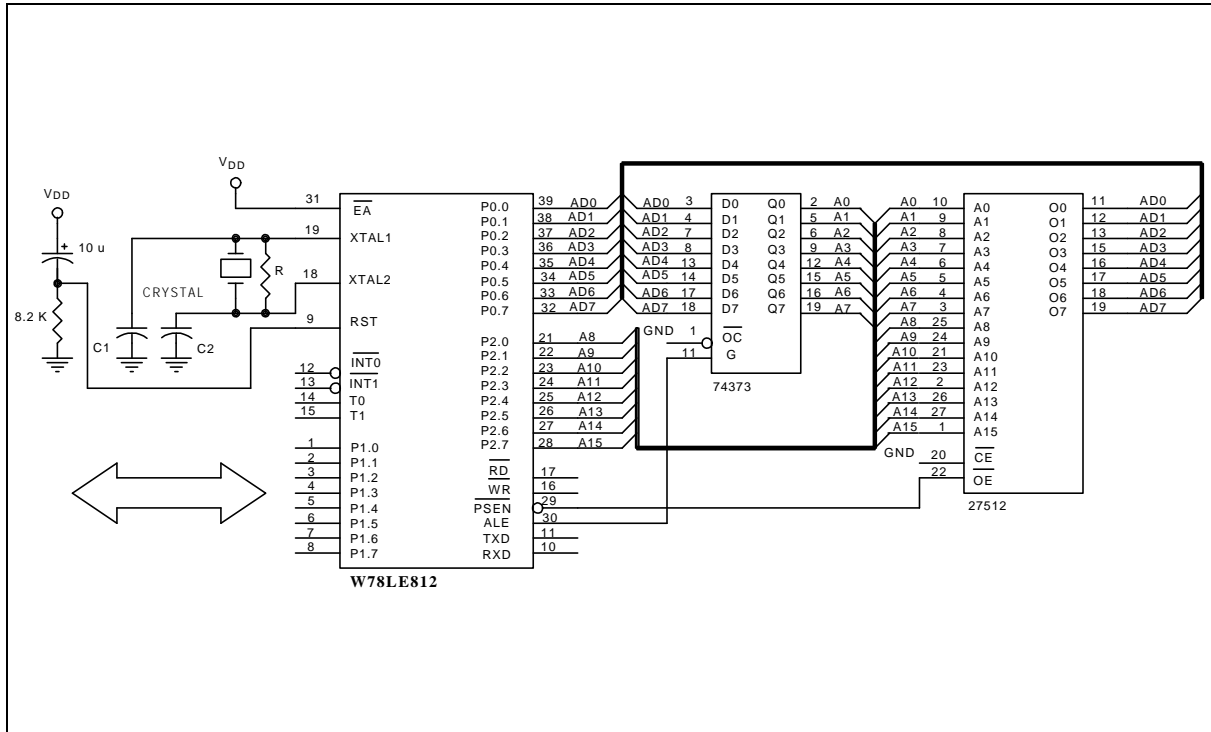 VDD
10 u
8.2 K
VDD
CRYSTAL
R
C1
C2
31 EA
19 XTAL1
18 XTAL2
9 RST
12 INT0
13 INT1
14 T0
15 T1
1 P1.0
2 P1.1
3 P1.2
4 P1.3
5 P1.4
6 P1.5
7 P1.6
8 P1.7
P0.0 39 AD0
P0.1 38 AD1
P0.2 37 AD2
P0.3 36 AD3
P0.4 35 AD4
P0.5 34 AD5
P0.6 33 AD6
P0.7 32 AD7
P2.0 21 A8
P2.1 22 A9
P2.2 23 A10
P2.3 24 A11
P2.4 25 A12
P2.5 26 A13
P2.6 27 A14
P2.7 28 A15
RD 17
WR 16
PSEN 29
ALE 30
TXD 11
RXD 10
W78LE812
AD0 3 D0 Q0 2 A0
AD1 4 D1 Q1 5 A1
AD2 7 D2 Q2 6 A2
AD3 8 D3 Q3 9 A3
AD4 13 D4 Q4 12 A4
AD5 14 D5 Q5 15 A5
AD6 17 D6 Q6 16 A6
AD7 18 D7 Q7 19 A7
GND 1 OC
11 G
74373
A0 10 A0 O0 11 AD0
A1 9 A1 O1 12 AD1
A2 8 A2 O2 13 AD2
A3 7 A3 O3 15 AD3
A4 6 A4 O4 16 AD4
A5 5 A5 O5 17 AD5
A6 4 A6 O6 18 AD6
A7 3 A7 O7 19 AD7
A8 25 A8
A9 24 A9
A10 21 A10
A11 23 A11
A12 2 A12
A13 26 A13
A14 27 A14
A15 1 A15
GND 20 CE
22 OE
27512